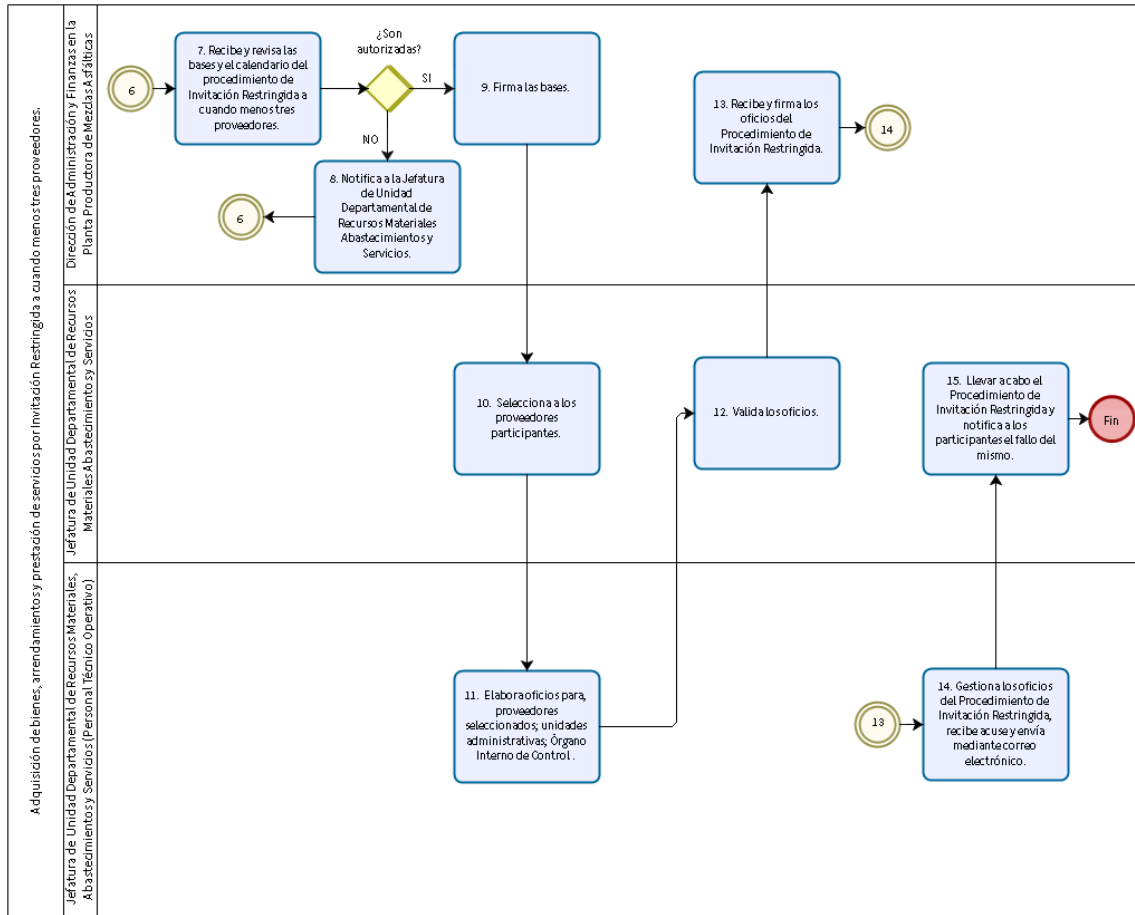 Adquisición de bienes, arrendamientos y prestación de servicios por Invitación Restringida a cuando menos tres proveedores.
Dirección de Administración y Finanzas en la
Planta Productora de Mezclas Asfálticas
6
7. Recibe y revisa las
bases y el calendario del
procedimiento de
Invitación Restringida a
cuando menos tres
proveedores.
¿Son
autorizadas?
SI
NO
9. Firma las bases.
8. Notifica a la Jefatura
de Unidad
Departamental de
Recursos Materiales
Abastecimientos y
Servicios.
6
13. Recibe y firma los
oficios del
Procedimiento de
Invitación Restringida.
14
Jefatura de Unidad Departamental de Recursos
Materiales Abastecimiento y Servicios
10. Selecciona a los
proveedores
participantes.
12. Valida los oficios.
15. Llevar a cabo el
Procedimiento de
Invitación Restringida y
notifica a los
participantes el fallo del
mismo.
Fin
Jefatura de Unidad Departamental de Recursos Materiales,
Abastecimientos y Servicios (Personal Técnico Operativo)
11. Elabora oficios para,
proveedores
seleccionados; unidades
administrativas; Órgano
Interno de Control .
13
14. Gestiona los oficios
del Procedimiento de
Invitación Restringida,
recibe acuse y envía
mediante correo
electrónico.